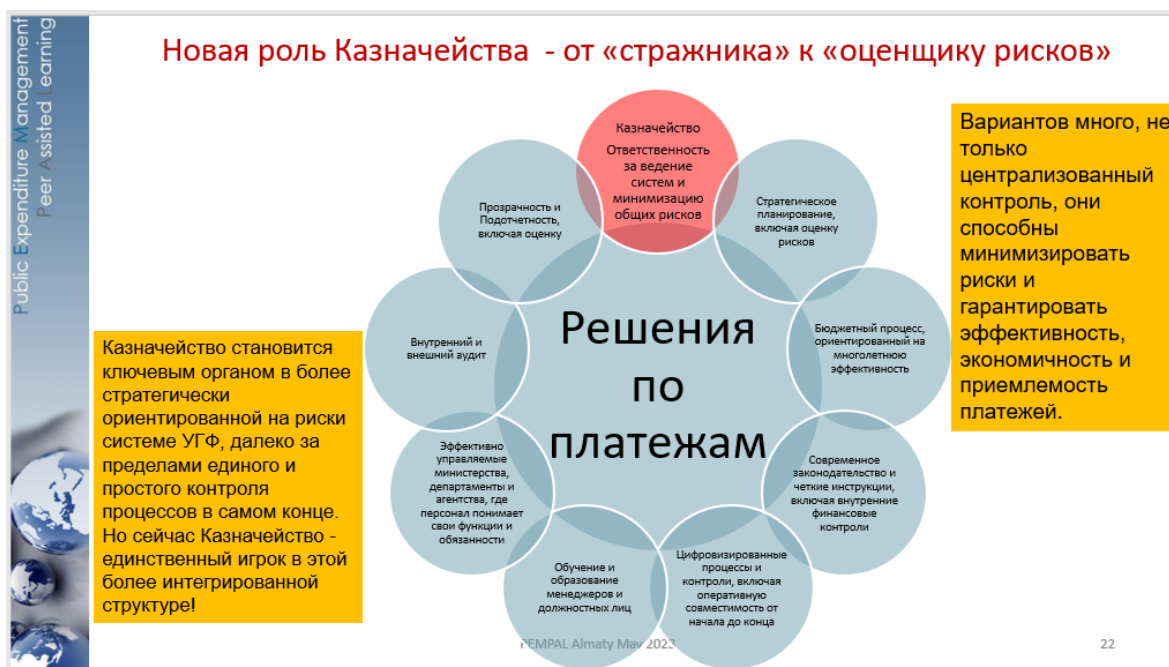 Public Expenditure Management
Peer Assisted Learning
Новая роль Казначейства - от «стражника» к «оценщику рисков»
Казначейство
Ответственность
за ведение
систем и
минимизацию
общих рисков
Стратегическое
планирование,
включая оценку
рисков
Бюджетный процесс,
ориентированный на
многолетнюю
эффективность
Современное
законодательство и
четкие инструкции,
включая внутренние
финансовые
контроли
Цифровизированные
процессы и
контроли, включая
оперативную
совместимость от
начала до конца
Обучение и
образование
менеджеров и
должностных лиц
Эффективно
управляемые
министерства,
департаменты и
агентства, где
персонал понимает
свои функции и
обязанности
Внутренний и
внешний аудит
Прозрачность и
Подотчетность,
включая оценку
Решения
по
платежам
Казначейство становится
ключевым органом в более
стратегически
ориентированной на риски
системе УГФ, далеко за
пределами единого и
простого контроля
процессов в самом конце.
Но сейчас Казначейство -
единственный игрок в этой
более интегрированной
структуре!
Вариантов много, не
только
централизованный
контроль, они
способны
минимизировать
риски и
гарантировать
эффективность,
экономичность и
приемлемость
платежей.
PEMPAL Almaty May 2023
22